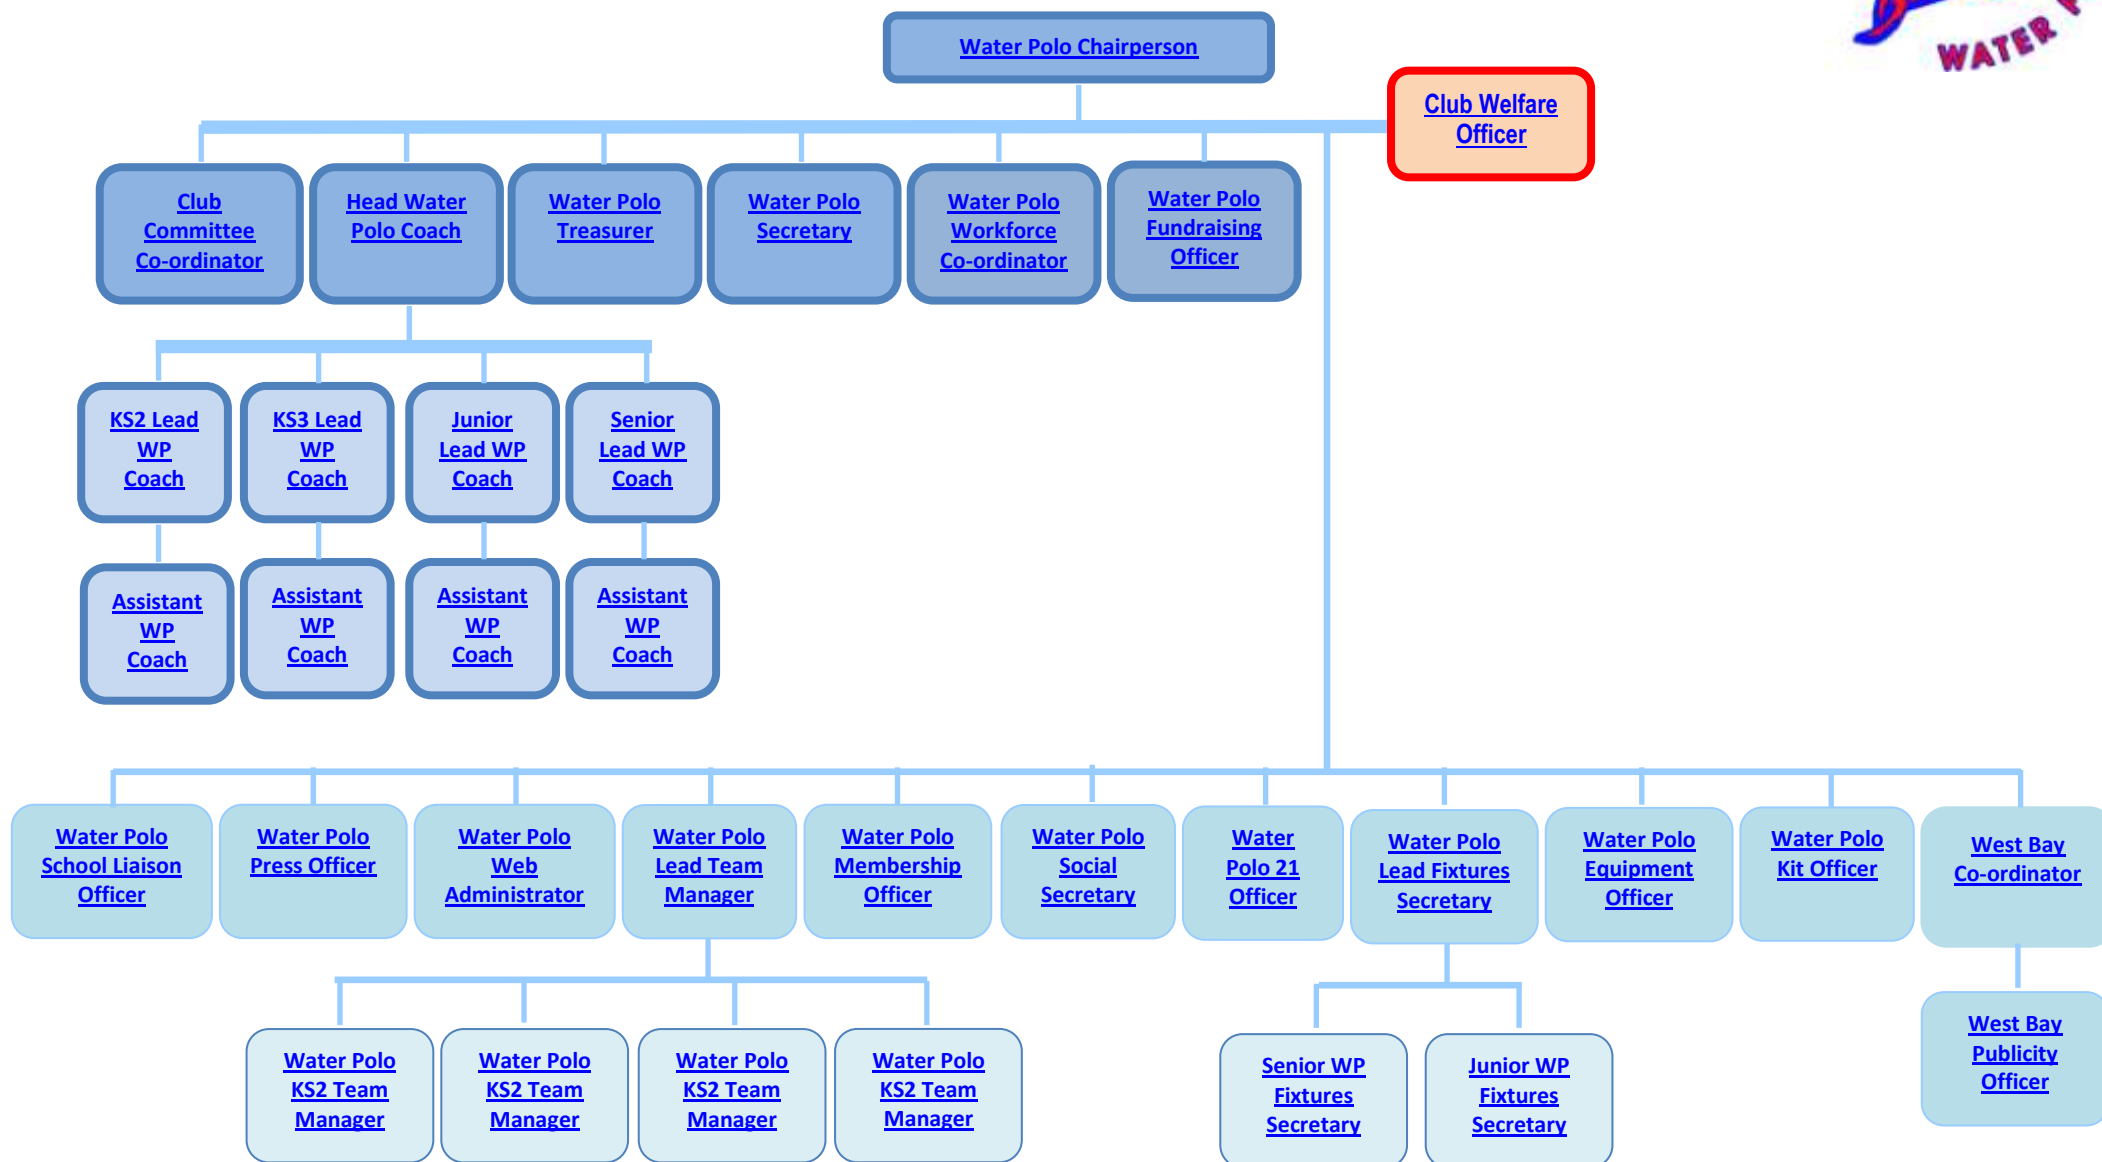 Water Polo Chairperson
WATER
Club Welfare
Officer
Club
Committee
Co-ordinator
Head Water
Polo Coach
Water Polo
Treasurer
Water Polo
Secretary
Water Polo
Workforce
Co-ordinator
Water Polo
Fundraising
Officer
KS2 Lead
WP
Coach
KS3 Lead
WP
Coach
Junior
Lead WP
Coach
Senior
Lead WP
Coach
Assistant
WP
Coach
Assistant
WP
Coach
Assistant
WP
Coach
Assistant
WP
Coach
Water Polo
School Liaison
Officer
Water Polo
Press Officer
Water Polo
Web
Administrator
Water Polo
Lead Team
Manager
Water Polo
Membership
Officer
Water Polo
Social
Secretary
Water
Polo 21
Officer
Water Polo
Lead Fixtures
Secretary
Water Polo
Equipment
Officer
Water Polo
Kit Officer
West Bay
Co-ordinator
Water Polo
KS2 Team
Manager
Water Polo
KS2 Team
Manager
Water Polo
KS2 Team
Manager
Water Polo
KS2 Team
Manager
Senior WP
Fixtures
Secretary
Junior WP
Fixtures
Secretary
West Bay
Publicity
Officer